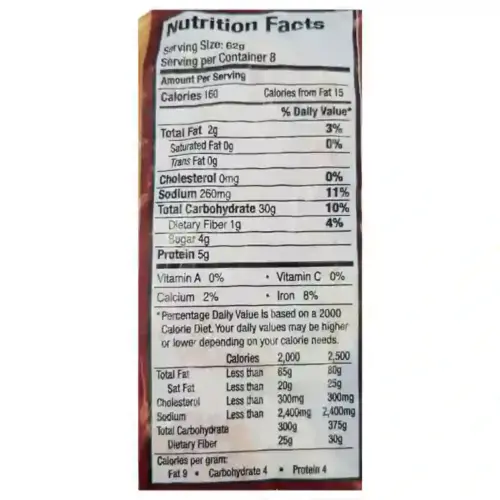 Nutrition Facts
Serving Size: 62g
Serving per Container 8
Amount Per Serving
Calories 160 Calories from Fat 15
% Daily Value*
Total Fat 2g 3%
Saturated Fat 0g 0%
Trans Fat 0g
Cholesterol 0mg 0%
Sodium 260mg 11%
Total Carbohydrate 30g 10%
Dietary Fiber 1g 4%
Sugar 4g
Protein 5g
Vitamin A 0% • Vitamin C 0%
Calcium 2% • Iron 8%
*Percentage Daily Value is based on a 2000
Calorie Diet. Your daily values may be higher
or lower depending on your calorie needs.
Calories 2,000 2,500
Total Fat Less than 65g 80g
Sat Fat Less than 20g 25g
Cholesterol Less than 300mg 300mg
Sodium Less than 2,400mg 2,400mg
Total Carbohydrate 300g 375g
Dietary Fiber 25g 30g
Calories per gram:
Fat 9 • Carbohydrate 4 • Protein 4